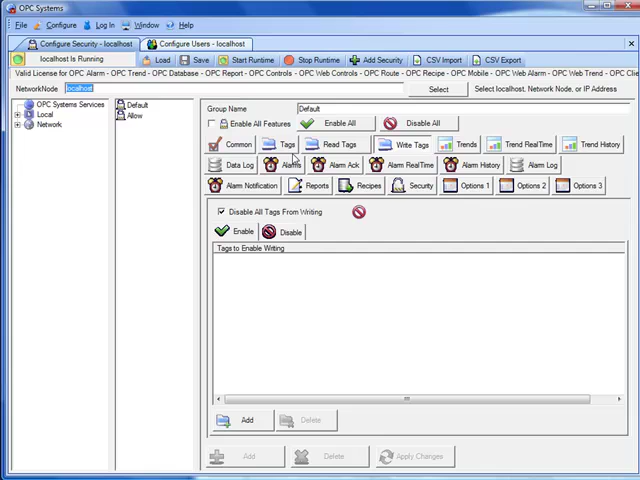 OPC Systems
File Configure Log In Window Help
Configure Security - localhost Configure Users - localhost
localhost Is Running Load Save Start Runtime Stop Runtime Add Security CSV Import CSV Export
Valid License for OPC Alarm - OPC Trend - OPC Database - OPC Report - OPC Controls - OPC Web Controls - OPC Route - OPC Recipe - OPC Mobile - OPC Web Alarm - OPC Web Trend - OPC Clie
NetworkNode localhost Select Select localhost, Network Node, or IP Address
OPC Systems Services
Local
Network
Default
Allow
Group Name Default
Enable All Features Enable All Disable All
Common Tags Read Tags Write Tags Trends Trend RealTime Trend History
Data Log Alarms Alarm Ack Alarm RealTime Alarm History Alarm Log
Alarm Notification Reports Recipes Security Options 1 Options 2 Options 3
Disable All Tags From Writing
Enable Disable
Tags to Enable Writing
Add Delete
Add Delete Apply Changes